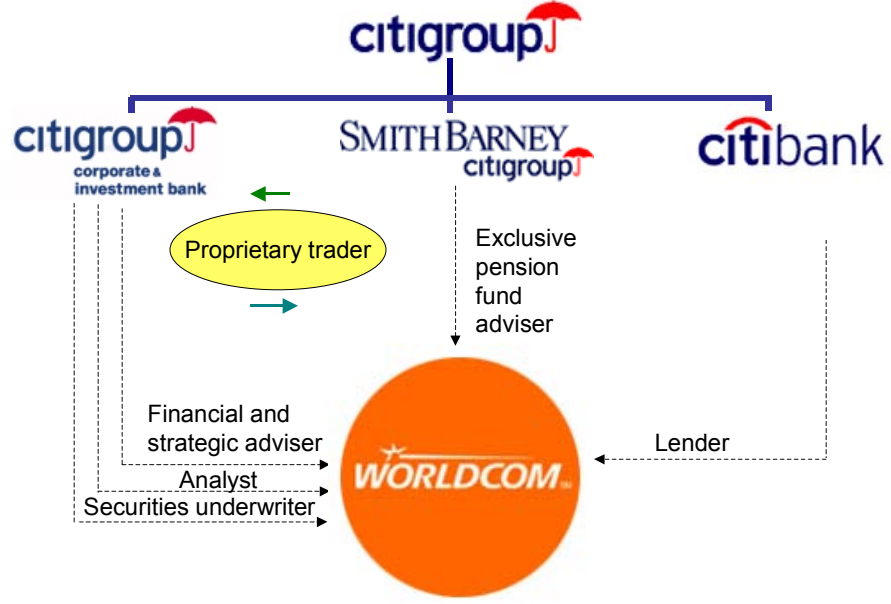 citigroup
citigroup
corporate &
investment bank
SMITH BARNEY
citigroup
citibank
Proprietary trader
Exclusive
pension
fund
adviser
Financial and
strategic adviser
Analyst
Securities underwriter
Lender
WORLDCOM
SM